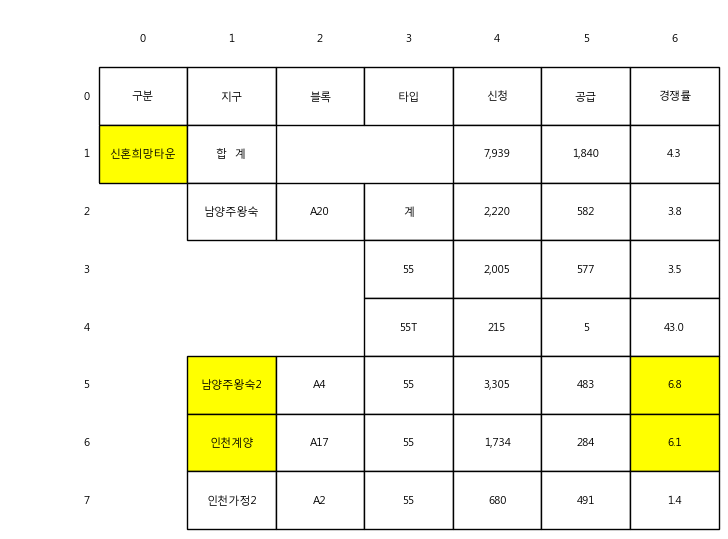 0 1 2 3 4 5 6
0 구분 지구 블록 타입 신청 공급 경쟁률
1 신혼희망타운 합 계 7,939 1,840 4.3
2 남양주왕숙 A20 계 2,220 582 3.8
3 55 2,005 577 3.5
4 55T 215 5 43.0
5 남양주왕숙2 A4 55 3,305 483 6.8
6 인천계양 A17 55 1,734 284 6.1
7 인천가정2 A2 55 680 491 1.4